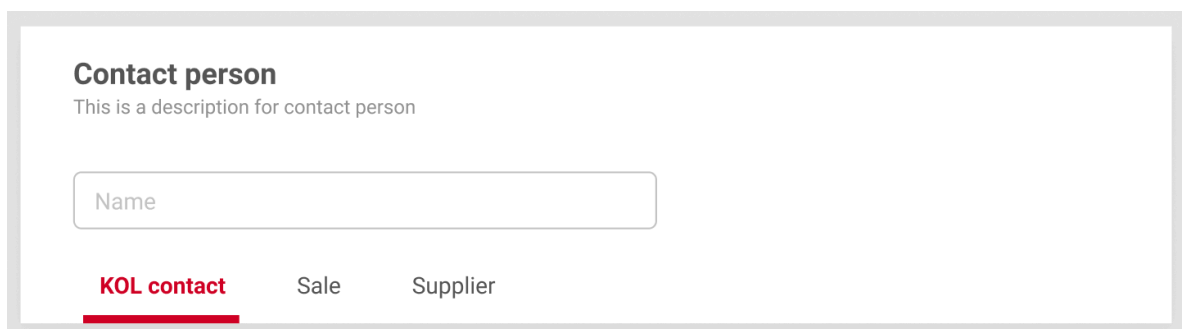 Contact person
This is a description for contact person
Name
KOL contact Sale Supplier